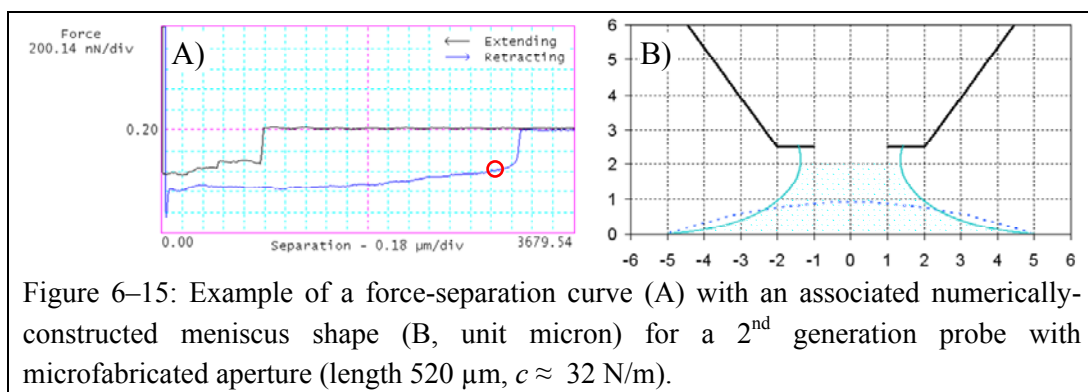 Force
200.14 nN/div
A)
Extending
Retracting
0.20
0.00
Separation - 0.18 µm/div
3679.54
B)
6
5
4
3
2
1
0
-6 -5 -4 -3 -2 -1 0 1 2 3 4 5 6
Figure 6–15: Example of a force-separation curve (A) with an associated numerically-
constructed meniscus shape (B, unit micron) for a 2nd generation probe with
microfabricated aperture (length 520 µm, c ≈ 32 N/m).